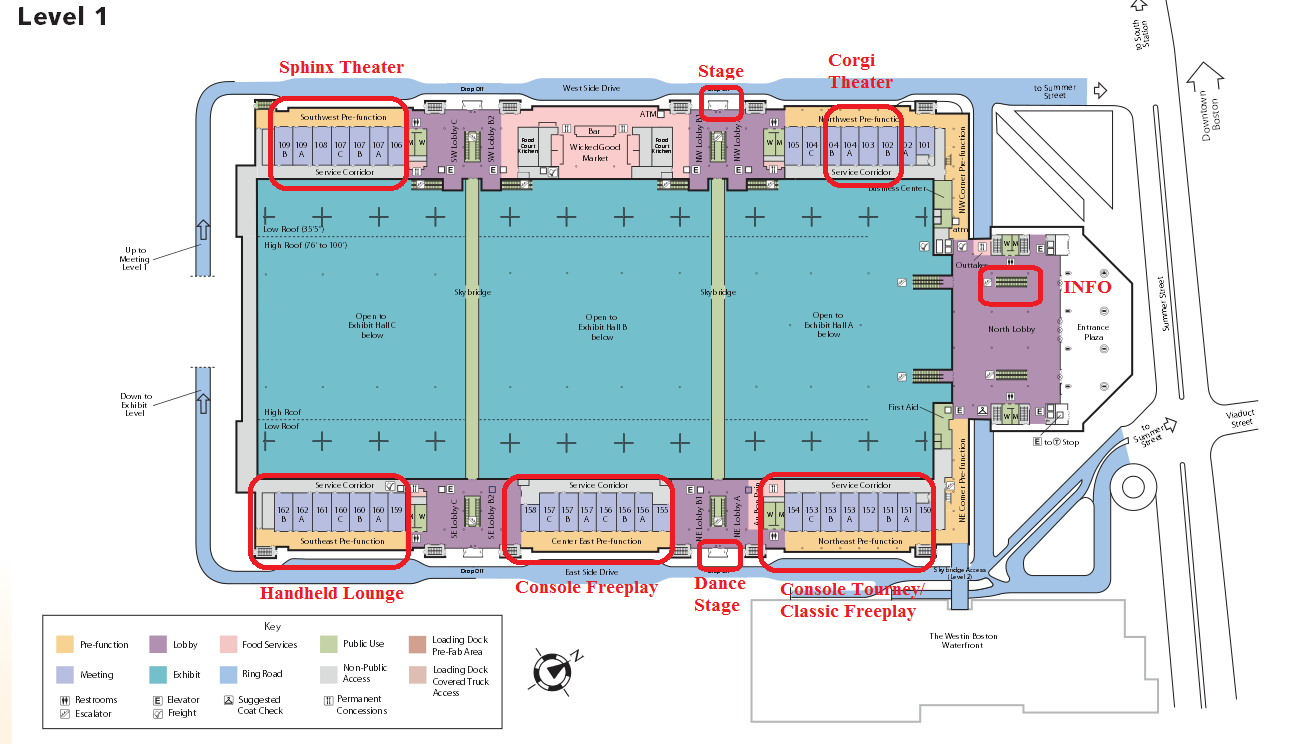 Level 1
to South
Station
Downtown
Boston
Sphinx Theater
Stage
Corgi
Theater
Drop Off
West Side Drive
to Summer
Street
Southwest Pre-function
SW Lobby C
SW Lobby B2
ATM
Bar
Food
Court
Kitchen
WickedGood
Market
Food
Court
Kitchen
NW Lobby B1
NW Lobby
Northwest Pre-function
109
B
109
A
108
107
C
107
B
107
A
106
105
104
C
04
B
104
A
103
102
B
02
A
101
Service Corridor
Service Corridor
Business Center
NW Corner Pre-function
atm
Low Roof (35'5")
High Roof (76' to 100')
Up to
Meeting
Level 1
Outtakes
INFO
Skybridge
Skybridge
Open to
Exhibit Hall C
below
Open to
Exhibit Hall B
below
Open to
Exhibit Hall A
below
North Lobby
Entrance
Plaza
Summer Street
Down to
Exhibit
Level
High Roof
Low Roof
First Aid
E to T Stop
to
Summer
Street
Viaduct
Street
Service Corridor
Service Corridor
Service Corridor
162
B
162
A
161
160
C
160
B
160
A
159
SE Lobby C
SE Lobby B2
158
157
C
157
B
157
A
156
C
156
B
156
A
155
NE Lobby B1
NE Lobby A
154
153
C
153
B
153
A
152
151
B
151
A
150
NE Corner Pre-function
Southeast Pre-function
Center East Pre-function
Northeast Pre-function
Drop Off
East Side Drive
Skybridge Access
(Level 2)
Handheld Lounge
Console Freeplay
Dance
Stage
Console Tourney/
Classic Freeplay
The Westin Boston
Waterfront
Key
Pre-function
Lobby
Food Services
Public Use
Loading Dock
Pre-Fab Area
Meeting
Exhibit
Ring Road
Non-Public
Access
Loading Dock
Covered Truck
Access
Restrooms
Elevator
Suggested
Coat Check
Permanent
Concessions
Escalator
Freight
N